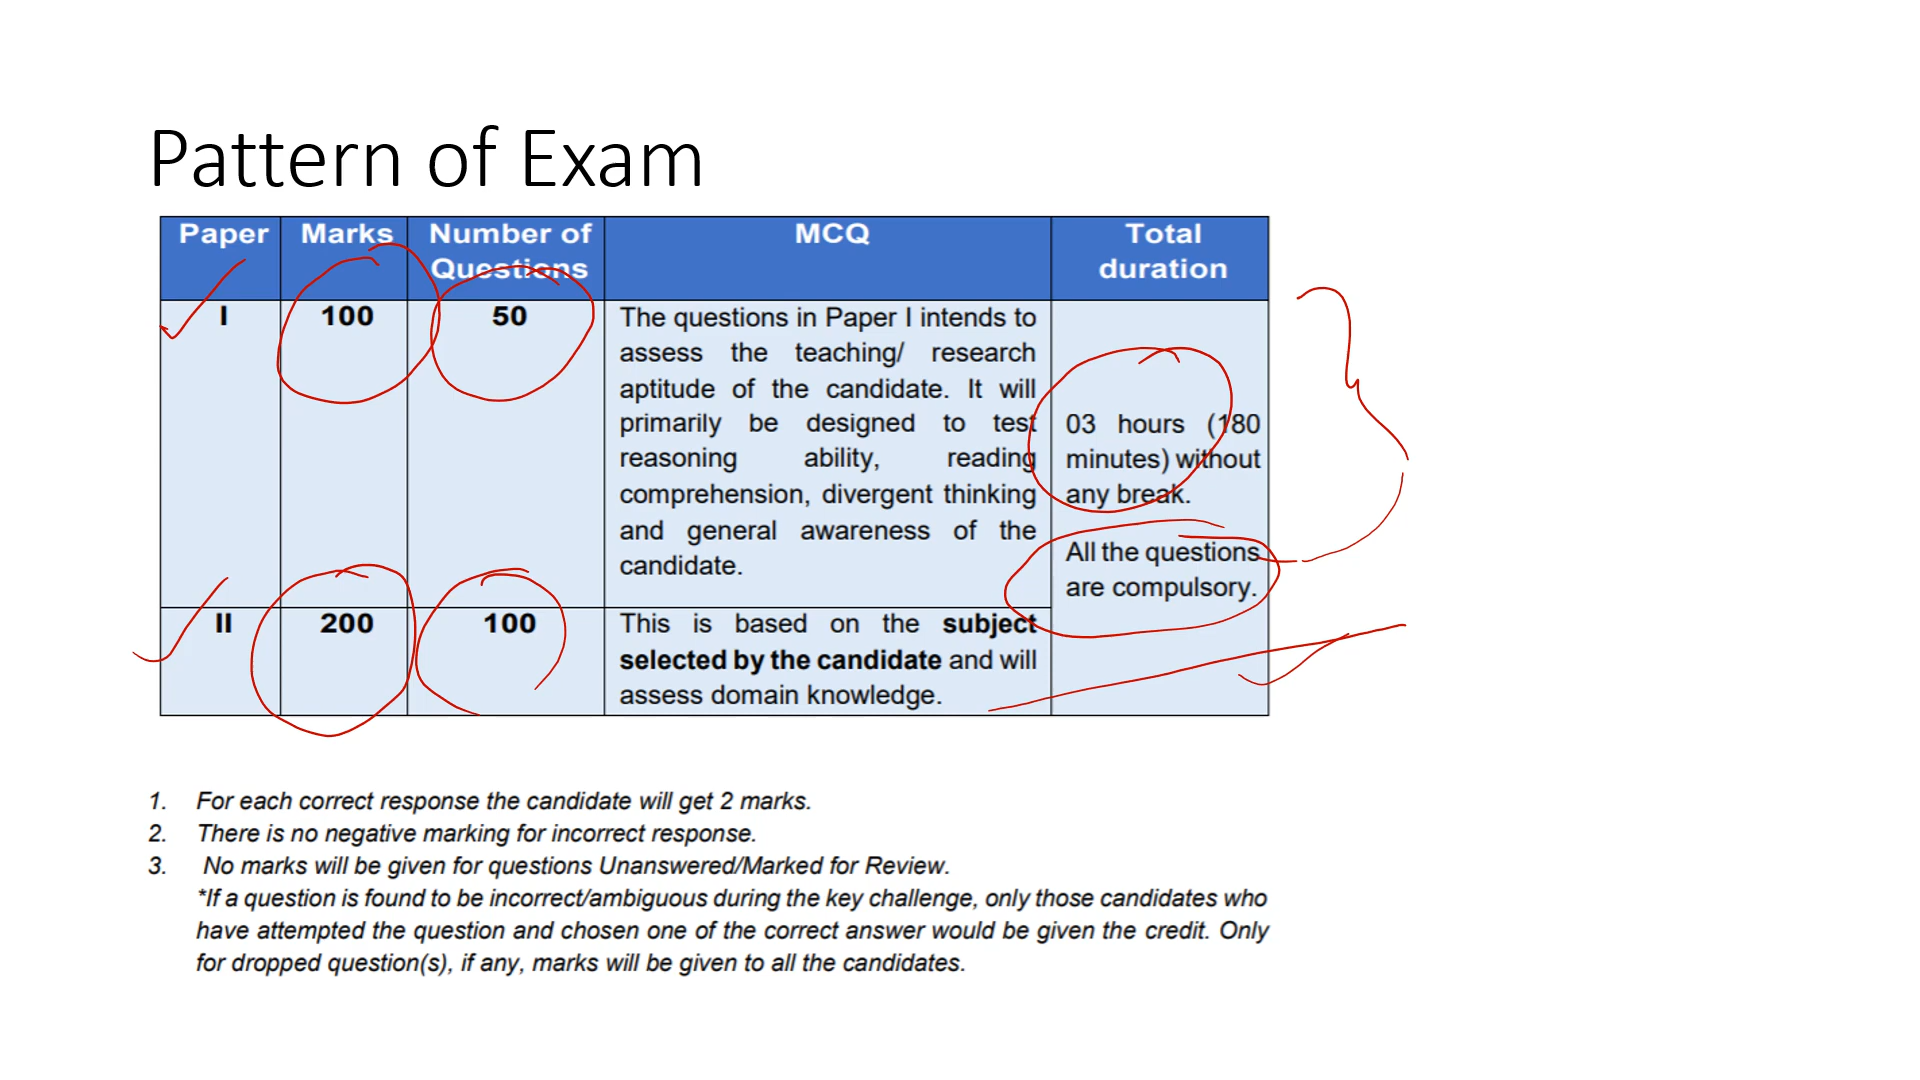 Pattern of Exam
Paper Marks Number of Questions MCQ Total duration
I 100 50
The questions in Paper I intends to
assess the teaching/ research
aptitude of the candidate. It will
primarily be designed to test
reasoning ability, reading
comprehension, divergent thinking
and general awareness of the
candidate.
03 hours (180
minutes) without
any break.
All the questions
are compulsory.
II 200 100
This is based on the subject
selected by the candidate and will
assess domain knowledge.
1. For each correct response the candidate will get 2 marks.
2. There is no negative marking for incorrect response.
3. No marks will be given for questions Unanswered/Marked for Review.
*If a question is found to be incorrect/ambiguous during the key challenge, only those candidates who
have attempted the question and chosen one of the correct answer would be given the credit. Only
for dropped question(s), if any, marks will be given to all the candidates.